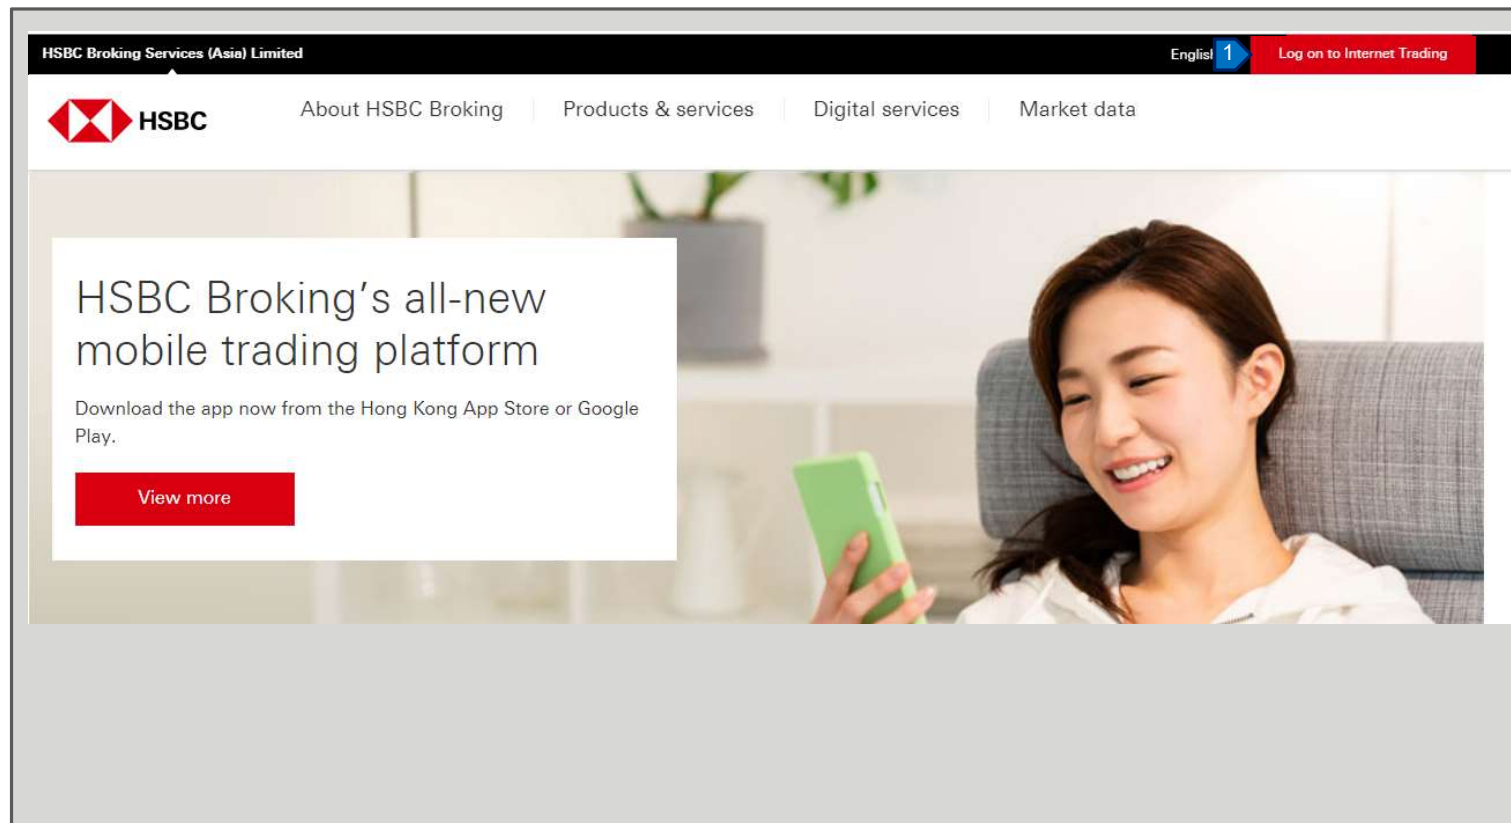 HSBC Broking Services (Asia) Limited
English 1 Log on to Internet Trading
HSBC
About HSBC Broking Products & services Digital services Market data
HSBC Broking's all-new
mobile trading platform
Download the app now from the Hong Kong App Store or Google
Play.
View more